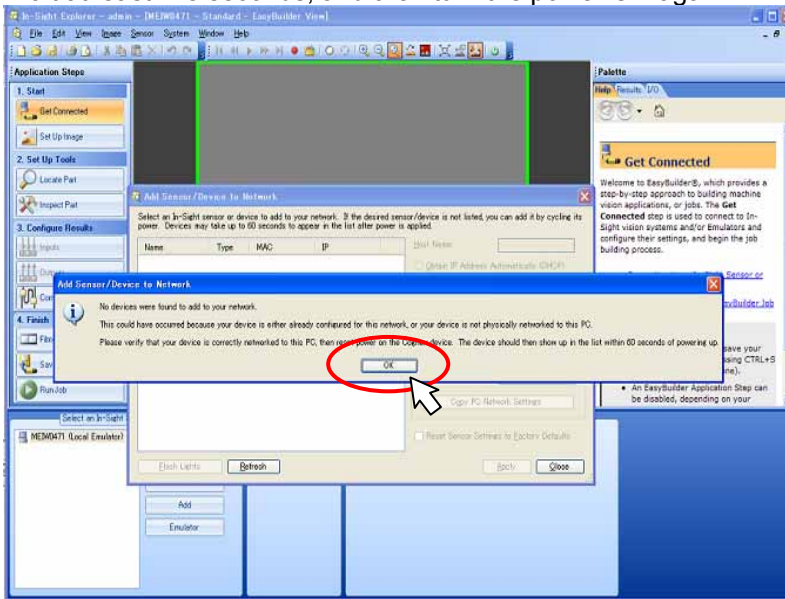 In-Sight Explorer - admin - [MEJW0471 - Standard - EasyBuilder View]
File Edit View Image Sensor System Window Help
Application Steps
1. Start
Get Connected
Set Up Image
2. Set Up Tools
Locate Part
Inspect Part
3. Configure Results
Inputs
4. Finish
Run Job
Palette
Help Results I/O
Get Connected
Welcome to EasyBuilder®, which provides a
step-by-step approach to building machine
vision applications, or jobs. The Get
Connected step is used to connect to In-
Sight vision systems and/or Emulators and
configure their settings, and begin the job
building process.
Sensor or
EasyBuilder Job
save your
CTRL+S
An EasyBuilder Application Step can
be disabled, depending on your
Add Sensor/Device to Network
Select an In-Sight sensor or device to add to your network. If the desired sensor/device is not listed, you can add it by cycling its
power. Devices may take up to 60 seconds to appear in the list after power is applied.
Name Type MAC IP
Host Name:
Obtain IP Address Automatically (DHCP)
Add Sensor/Device to Network
No devices were found to add to your network.
This could have occurred because your device is either already configured for this network, or your device is not physically networked to this PC.
Please verify that your device is correctly networked to this PC, then reset power on the Cognex device. The device should then show up in the list within 60 seconds of powering up.
OK
Copy PC Network Settings
Reset Sensor Settings to Factory Defaults
Flash Lights Refresh Apply Close
Select an In-Sight
MEJW0471 (Local Emulator)
Add
Emulator